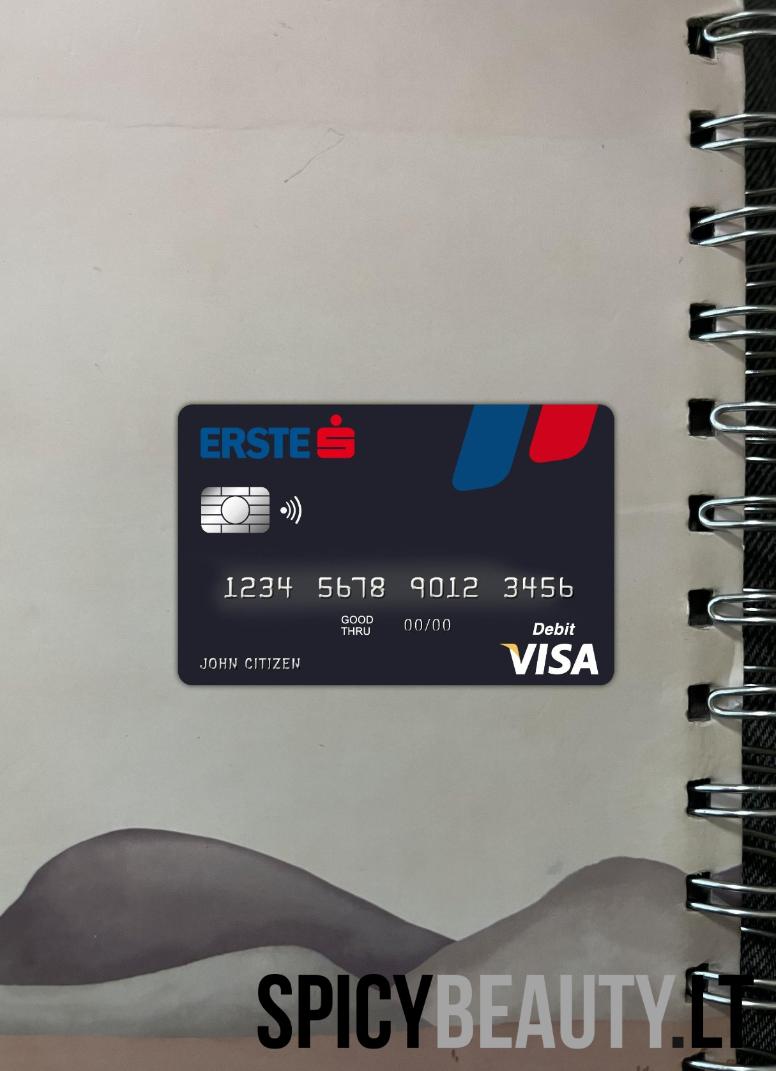 ERSTE
1234 5678 9012 3456
GOOD
THRU
00/00
Debit
JOHN CITIZEN
VISA
SPICYBEAUTY.LT